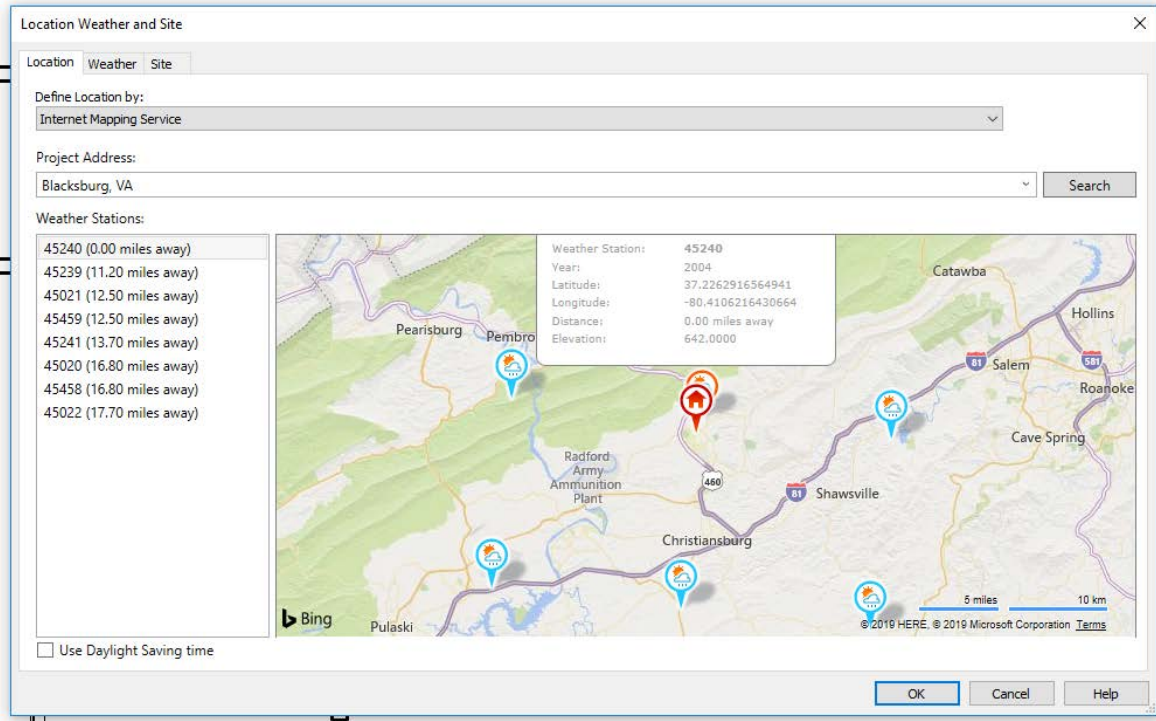 Location Weather and Site
Location Weather Site
Define Location by:
Internet Mapping Service
Project Address:
Blacksburg, VA
Search
Weather Stations:
45240 (0.00 miles away)
45239 (11.20 miles away)
45021 (12.50 miles away)
45459 (12.50 miles away)
45241 (13.70 miles away)
45020 (16.80 miles away)
45458 (16.80 miles away)
45022 (17.70 miles away)
Weather Station: 45240
Year: 2004
Latitude: 37.2262916564941
Longitude: -80.4106216430664
Distance: 0.00 miles away
Elevation: 642.0000
Catawba
Hollins
Pearisburg
Pembro
81
Salem
581
Roanoke
Cave Spring
Radford
Army
Ammunition
Plant
460
81
Shawsville
Christiansburg
Pulaski
Bing
5 miles
10 km
© 2019 HERE, © 2019 Microsoft Corporation Terms
Use Daylight Saving time
OK
Cancel
Help